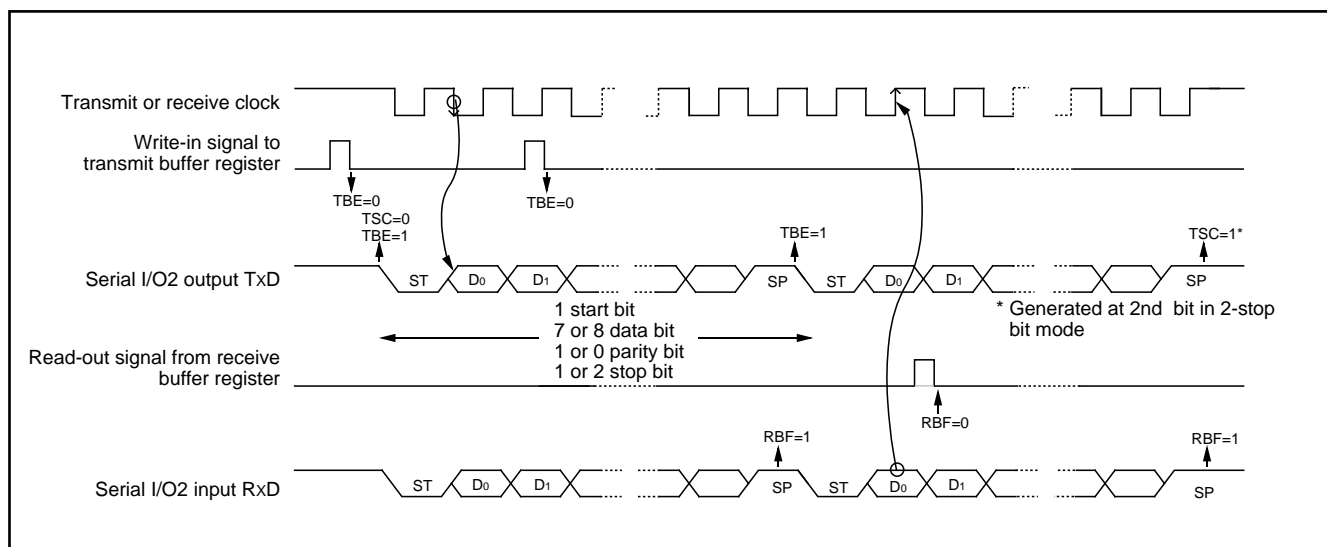 Transmit or receive clock
Write-in signal to
transmit buffer register
TBE=0
TSC=0
TBE=1
TBE=0
TBE=1
TSC=1*
Serial I/O2 output TxD
ST
D0
D1
SP
ST
D0
D1
SP
* Generated at 2nd bit in 2-stop
bit mode
1 start bit
7 or 8 data bit
1 or 0 parity bit
1 or 2 stop bit
Read-out signal from receive
buffer register
RBF=0
RBF=1
RBF=1
Serial I/O2 input RxD
ST
D0
D1
SP
ST
D0
D1
SP